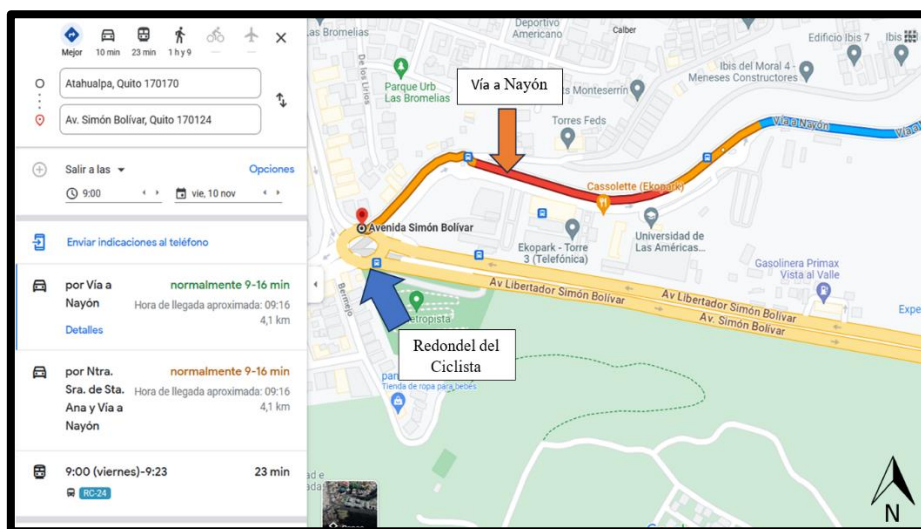 Mejor
10 min
23 min
1 h y 9
Atahualpa, Quito 170170
Av. Simón Bolívar, Quito 170124
Salir a las
Opciones
9:00
vie, 10 nov
Enviar indicaciones al teléfono
por Vía a
Nayón
normalmente 9-16 min
Hora de llegada aproximada: 09:16
4,1 km
Detalles
por Ntra.
Sra. de Sta.
Ana y Vía a
Nayón
normalmente 9-16 min
Hora de llegada aproximada: 09:16
4,1 km
9:00 (viernes)-9:23
23 min
RC-24
Las Bromelias
De los Lirios
Parque Urb
Las Bromelias
Deportivo
Americano
Calber
Edificio Ibis 7
Ibis
Ibis del Moral 4 -
Meneses Constructores
Vía a Nayón
Monteserrín
Torres Feds
Vía a Nayón
Cassolette (Ekopark)
Avenida Simón Bolívar
Ekopark - Torre
3 (Telefónica)
Universidad de
Las Américas...
Gasolinera Primax
Vista al Valle
Av Libertador Simón Bolívar
Av Libertador Simón Bolívar
Av. Simón Bolívar
Bermejo
Redondel del
Ciclista
Tienda de ropa para bebés
N